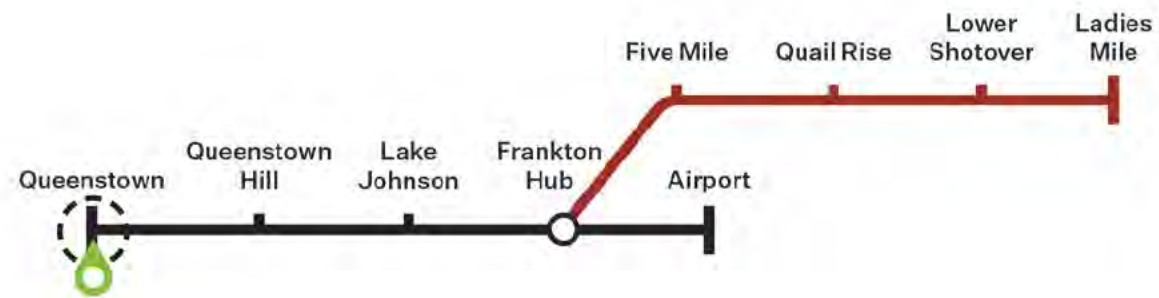 Five Mile
Quail Rise
Lower
Shotover
Ladies
Mile
Queenstown
Queenstown
Hill
Lake
Johnson
Frankton
Hub
Airport